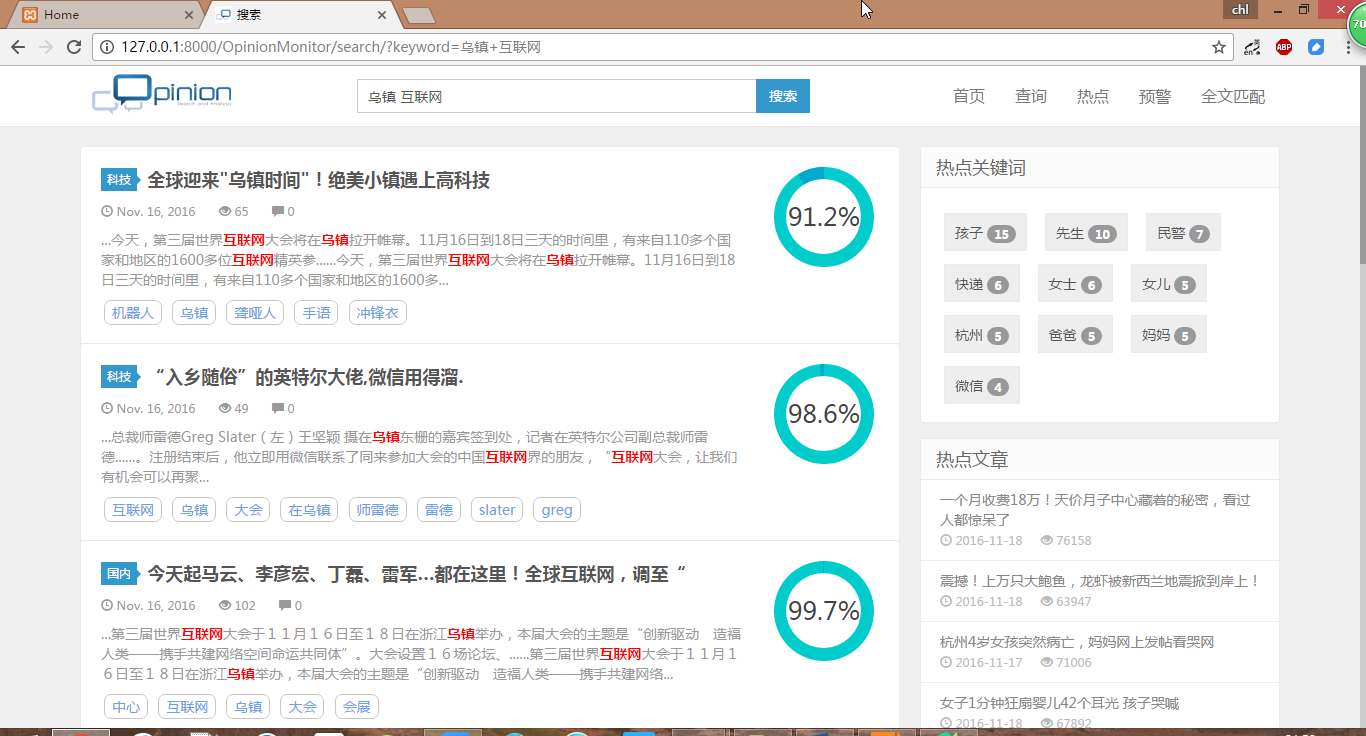 Home
搜索
chl
70
127.0.0.1:8000/OpinionMonitor/search/?keyword=乌镇+互联网
ABP
Opinion
Search and Analysis
乌镇 互联网
搜索
首页 查询 热点 预警 全文匹配
科技 全球迎来"乌镇时间"！绝美小镇遇上高科技
Nov. 16, 2016 65 0
...今天，第三届世界互联网大会将在乌镇拉开帷幕。11月16日到18日三天的时间里，有来自110多个国
家和地区的1600多位互联网精英参......今天，第三届世界互联网大会将在乌镇拉开帷幕。11月16日到18
日三天的时间里，有来自110多个国家和地区的1600多...
机器人 乌镇 聋哑人 手语 冲锋衣
91.2%
科技 “入乡随俗”的英特尔大佬,微信用得溜.
Nov. 16, 2016 49 0
...总裁师雷德Greg Slater（左）王坚颖 摄在乌镇东栅的嘉宾签到处，记者在英特尔公司副总裁师雷
德......。注册结束后，他立即用微信联系了同来参加大会的中国互联网界的朋友，“互联网大会，让我们
有机会可以再聚...
互联网 乌镇 大会 在乌镇 师雷德 雷德 slater greg
98.6%
国内 今天起马云、李彦宏、丁磊、雷军...都在这里！全球互联网，调至“
Nov. 16, 2016 102 0
...第三届世界互联网大会于１１月１６日至１８日在浙江乌镇举办，本届大会的主题是“创新驱动　造福
人类——携手共建网络空间命运共同体”。大会设置１６场论坛、......第三届世界互联网大会于１１月１
６日至１８日在浙江乌镇举办，本届大会的主题是“创新驱动　造福人类——携手共建网络...
中心 互联网 乌镇 大会 会展
99.7%
热点关键词
孩子 15 先生 10 民警 7
快递 6 女士 6 女儿 5
杭州 5 爸爸 5 妈妈 5
微信 4
热点文章
一个月收费18万！天价月子中心藏着的秘密，看过
人都惊呆了
2016-11-18 76158
震撼！上万只大鲍鱼，龙虾被新西兰地震掀到岸上！
2016-11-18 63947
杭州4岁女孩突然病亡，妈妈网上发帖看哭网
2016-11-17 71006
女子1分钟狂扇婴儿42个耳光 孩子哭喊
2016-11-18 67892